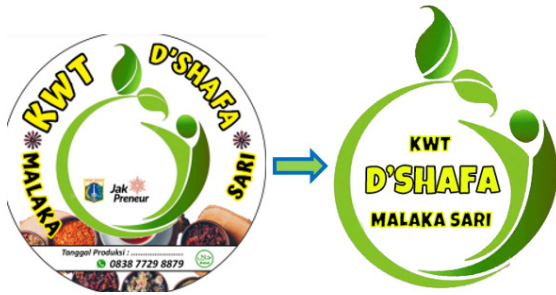 KWT D'SHAFA
MALAKA SARI
Jak
Preneur
Tanggal Produksi : ................
0838 7729 8879
KWT
D'SHAFA
MALAKA SARI